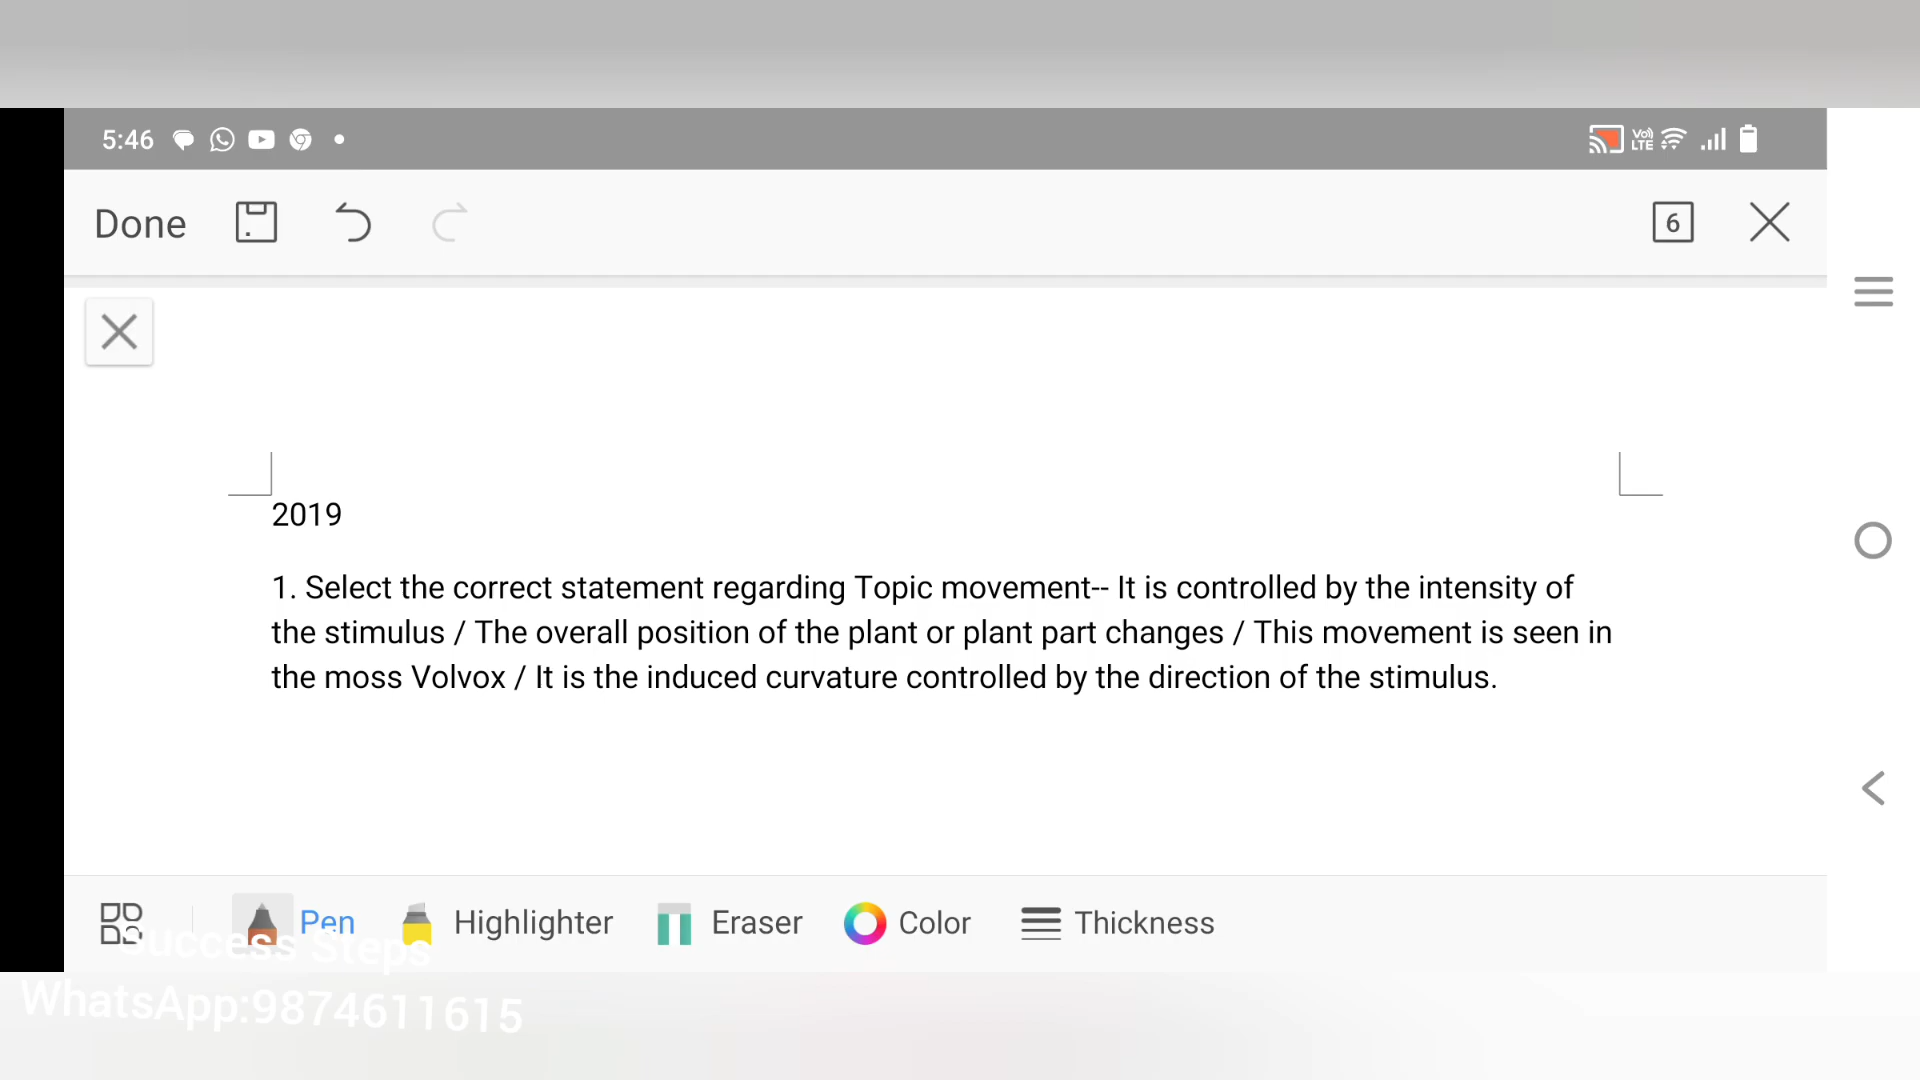 5:46
Vo)) LTE
Done
6
2019
1. Select the correct statement regarding Topic movement-- It is controlled by the intensity of
the stimulus / The overall position of the plant or plant part changes / This movement is seen in
the moss Volvox / It is the induced curvature controlled by the direction of the stimulus.
Pen
Highlighter
Eraser
Color
Thickness
Success Steps
WhatsApp:9874611615